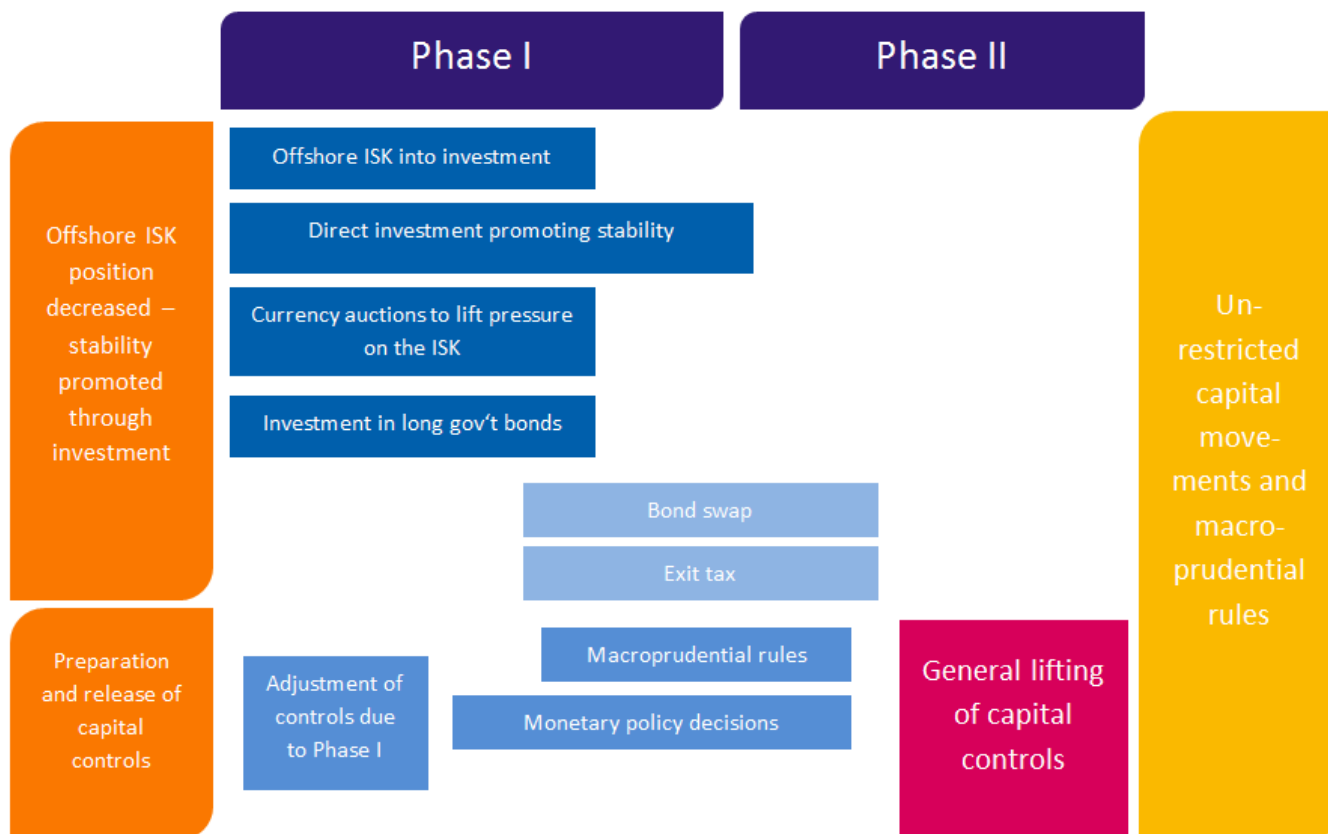 Phase I
Phase II
Offshore ISK
position
decreased –
stability
promoted
through
investment
Offshore ISK into investment
Direct investment promoting stability
Currency auctions to lift pressure
on the ISK
Investment in long gov‘t bonds
Bond swap
Exit tax
Preparation
and release of
capital
controls
Adjustment of
controls due
to Phase I
Macroprudential rules
Monetary policy decisions
General lifting
of capital
controls
Un-
restricted
capital
move-
ments and
macro-
prudential
rules